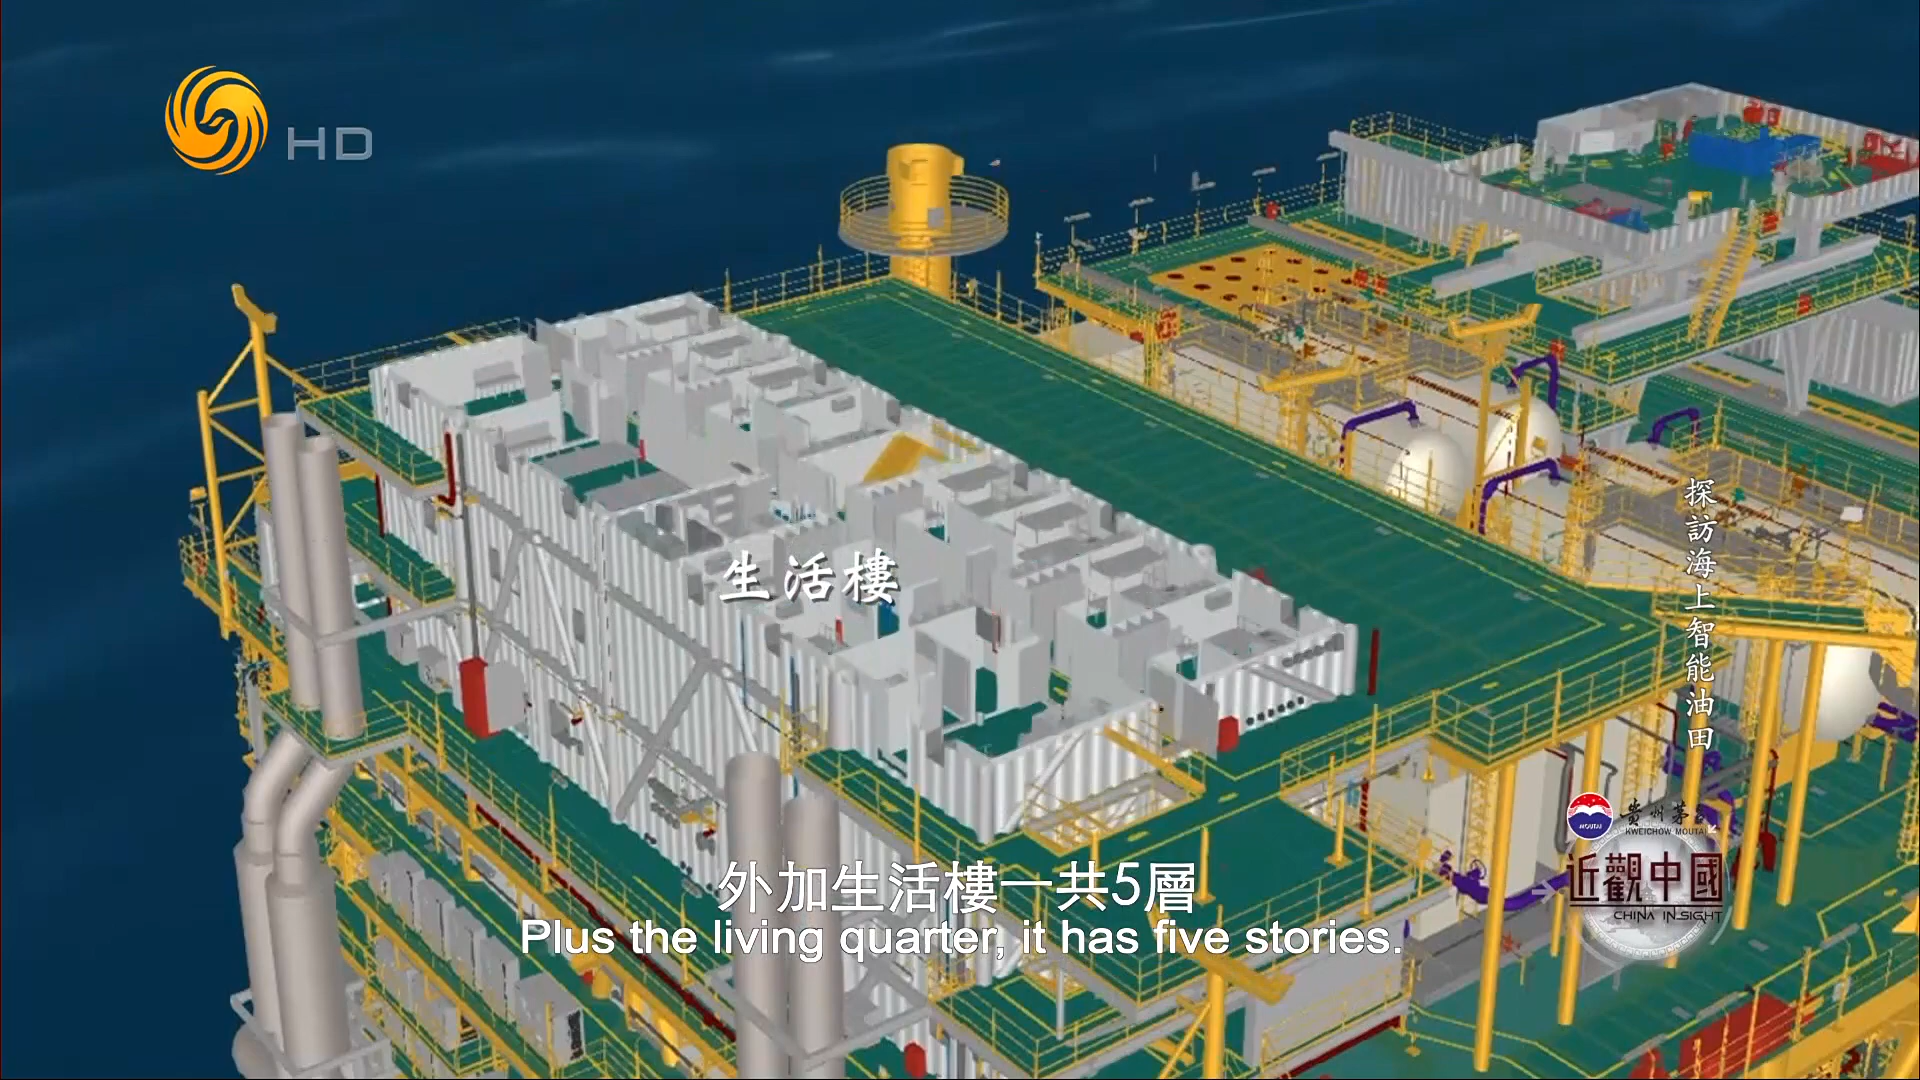 HD
生活樓
探訪海上智能油田
貴州茅台
MOUTAI
KWEICHOW MOUTAI
近觀中國
CHINA INSIGHT
外加生活樓一共5層
Plus the living quarter, it has five stories.